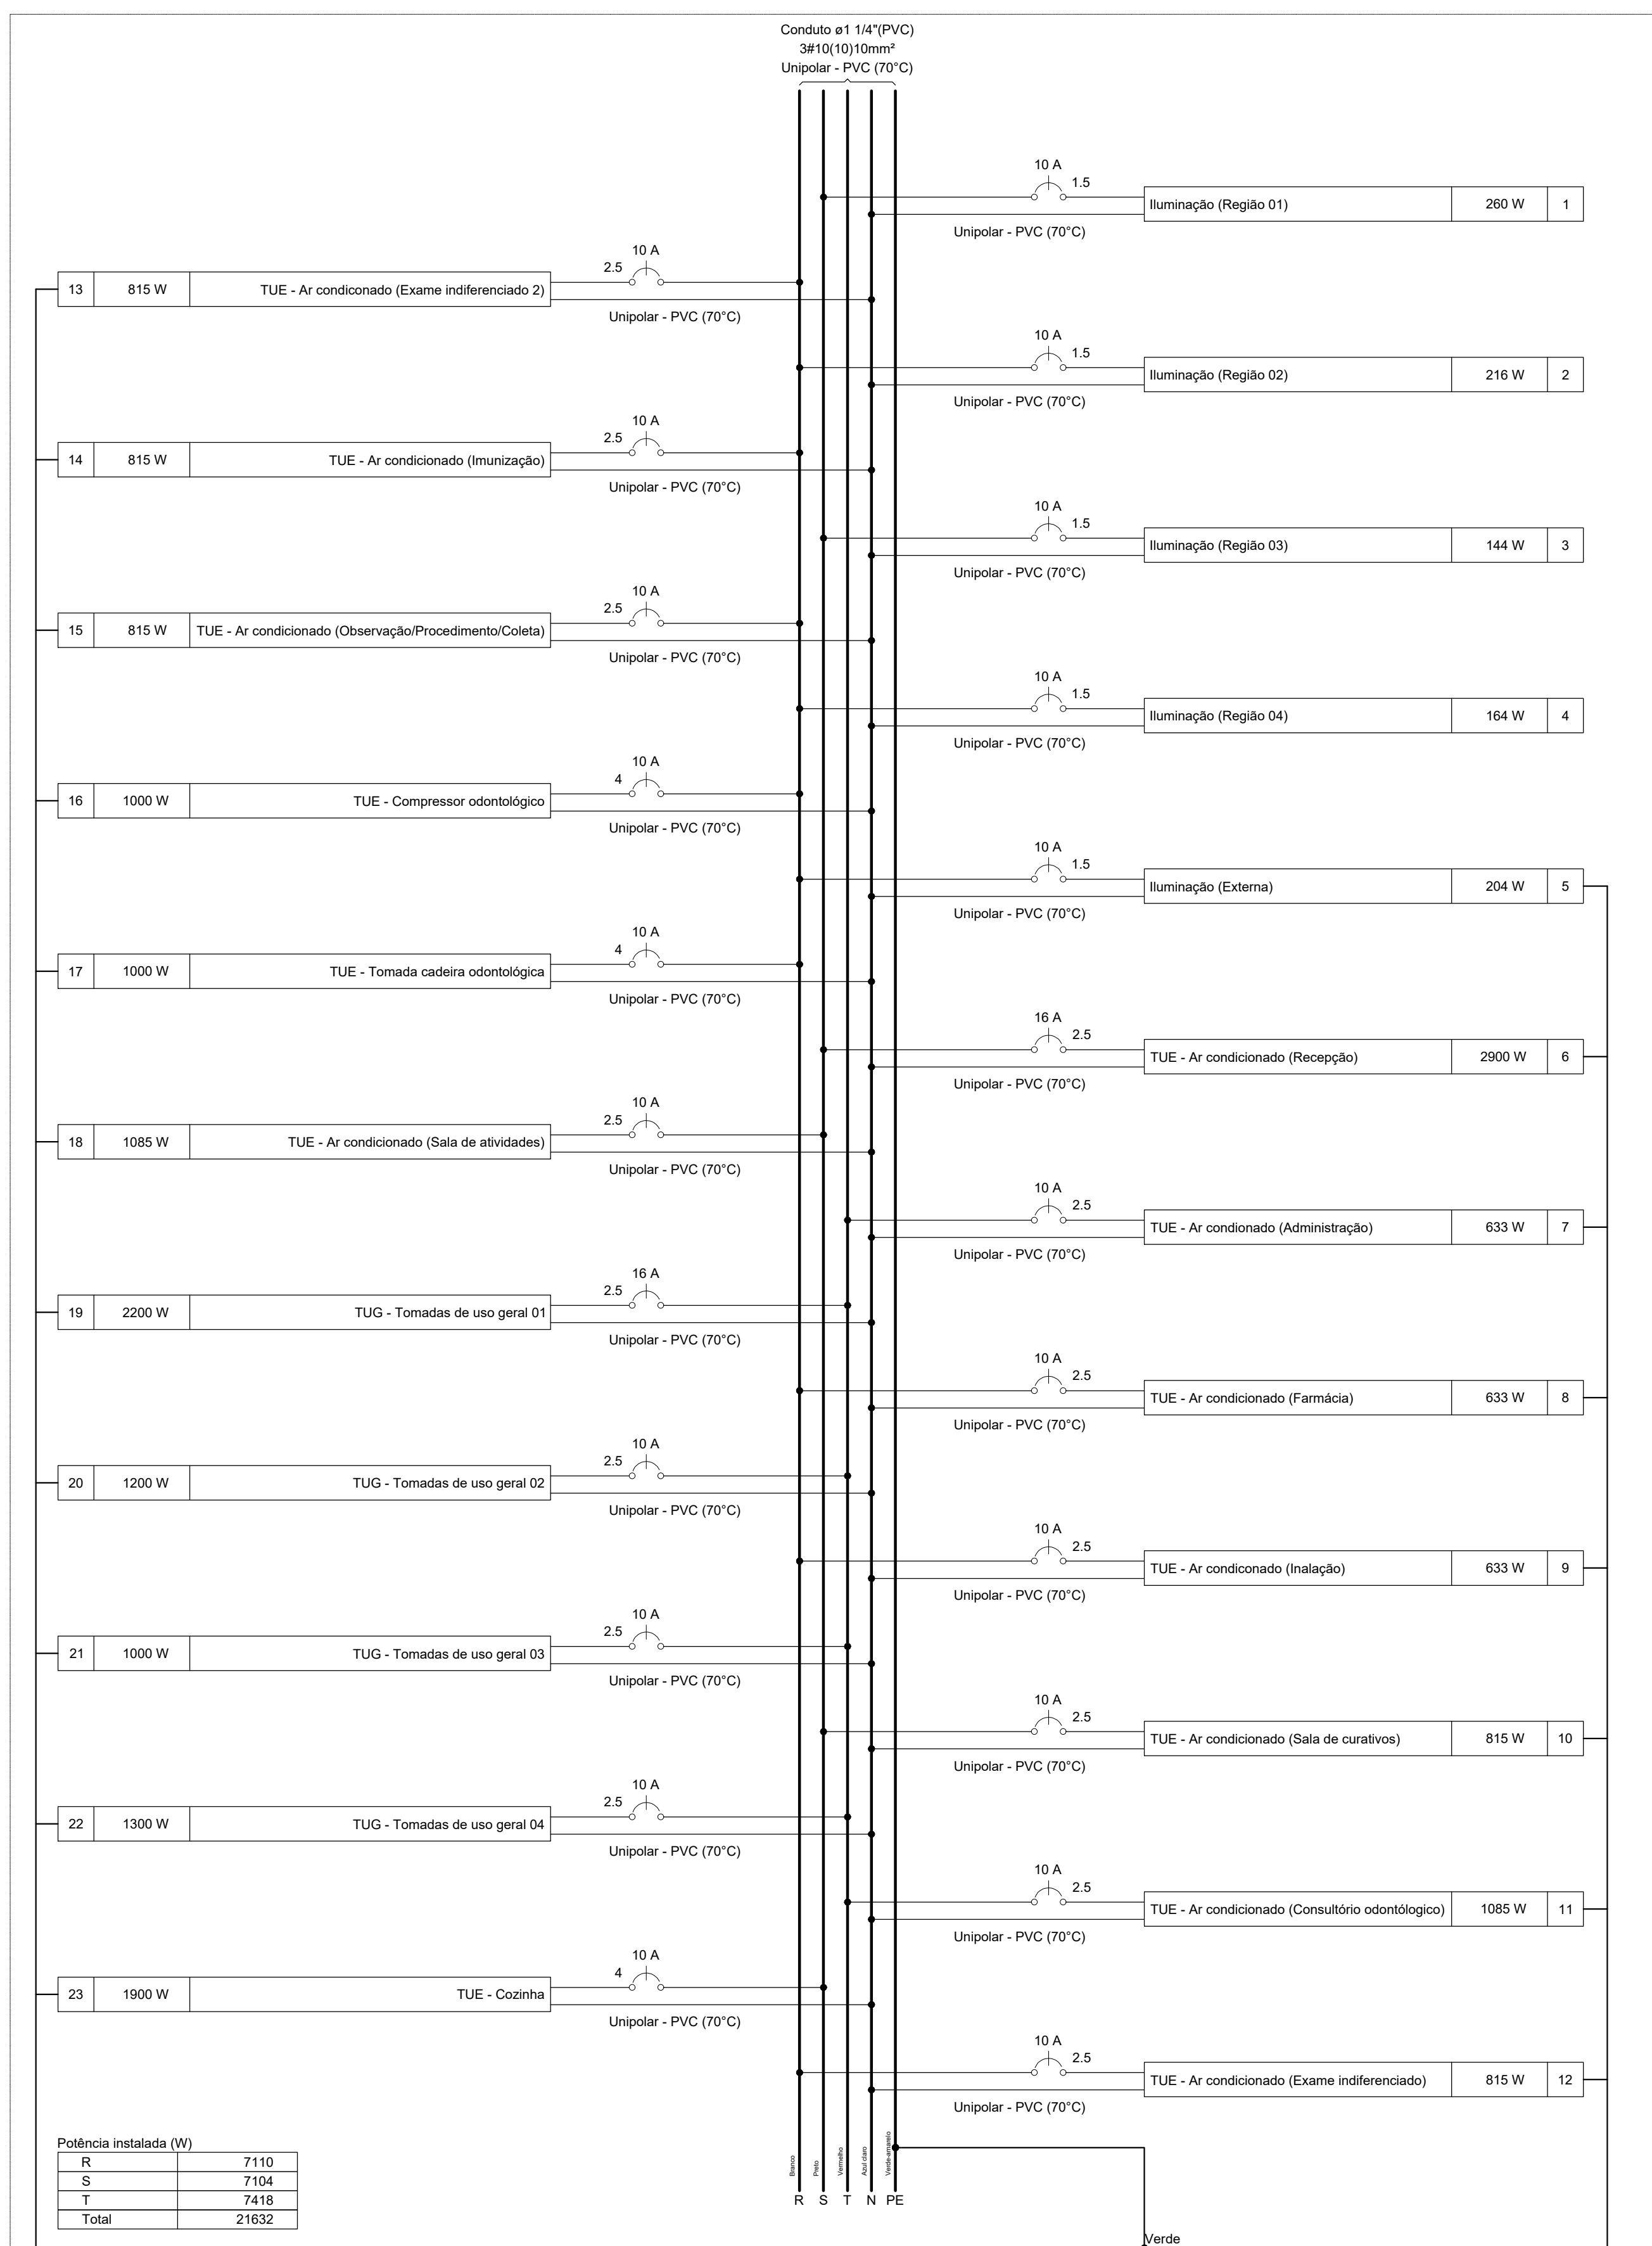 Conduto ø1 1/4"(PVC)
3#10(10)10mm²
Unipolar - PVC (70°C)
10 A
1.5
Iluminação (Região 01) 260 W 1
Unipolar - PVC (70°C)
10 A
2.5
13 815 W TUE - Ar condiconado (Exame indiferenciado 2)
Unipolar - PVC (70°C)
10 A
1.5
Iluminação (Região 02) 216 W 2
Unipolar - PVC (70°C)
10 A
2.5
14 815 W TUE - Ar condicionado (Imunização)
Unipolar - PVC (70°C)
10 A
1.5
Iluminação (Região 03) 144 W 3
Unipolar - PVC (70°C)
10 A
2.5
15 815 W TUE - Ar condicionado (Observação/Procedimento/Coleta)
Unipolar - PVC (70°C)
10 A
1.5
Iluminação (Região 04) 164 W 4
Unipolar - PVC (70°C)
10 A
4
16 1000 W TUE - Compressor odontológico
Unipolar - PVC (70°C)
10 A
1.5
Iluminação (Externa) 204 W 5
Unipolar - PVC (70°C)
10 A
4
17 1000 W TUE - Tomada cadeira odontológica
Unipolar - PVC (70°C)
16 A
2.5
TUE - Ar condicionado (Recepção) 2900 W 6
Unipolar - PVC (70°C)
10 A
2.5
18 1085 W TUE - Ar condicionado (Sala de atividades)
Unipolar - PVC (70°C)
10 A
2.5
TUE - Ar condionado (Administração) 633 W 7
Unipolar - PVC (70°C)
16 A
2.5
19 2200 W TUG - Tomadas de uso geral 01
Unipolar - PVC (70°C)
10 A
2.5
TUE - Ar condicionado (Farmácia) 633 W 8
Unipolar - PVC (70°C)
10 A
2.5
20 1200 W TUG - Tomadas de uso geral 02
Unipolar - PVC (70°C)
10 A
2.5
TUE - Ar condiconado (Inalação) 633 W 9
Unipolar - PVC (70°C)
10 A
2.5
21 1000 W TUG - Tomadas de uso geral 03
Unipolar - PVC (70°C)
10 A
2.5
TUE - Ar condicionado (Sala de curativos) 815 W 10
Unipolar - PVC (70°C)
10 A
2.5
22 1300 W TUG - Tomadas de uso geral 04
Unipolar - PVC (70°C)
10 A
2.5
TUE - Ar condicionado (Consultório odontólogico) 1085 W 11
Unipolar - PVC (70°C)
10 A
4
23 1900 W TUE - Cozinha
Unipolar - PVC (70°C)
10 A
2.5
TUE - Ar condicionado (Exame indiferenciado) 815 W 12
Unipolar - PVC (70°C)
Potência instalada (W)
R 7110
S 7104
T 7418
Total 21632
Branco
Preto
Vermelho
Azul claro
Verde-amarelo
R S T N PE
Verde